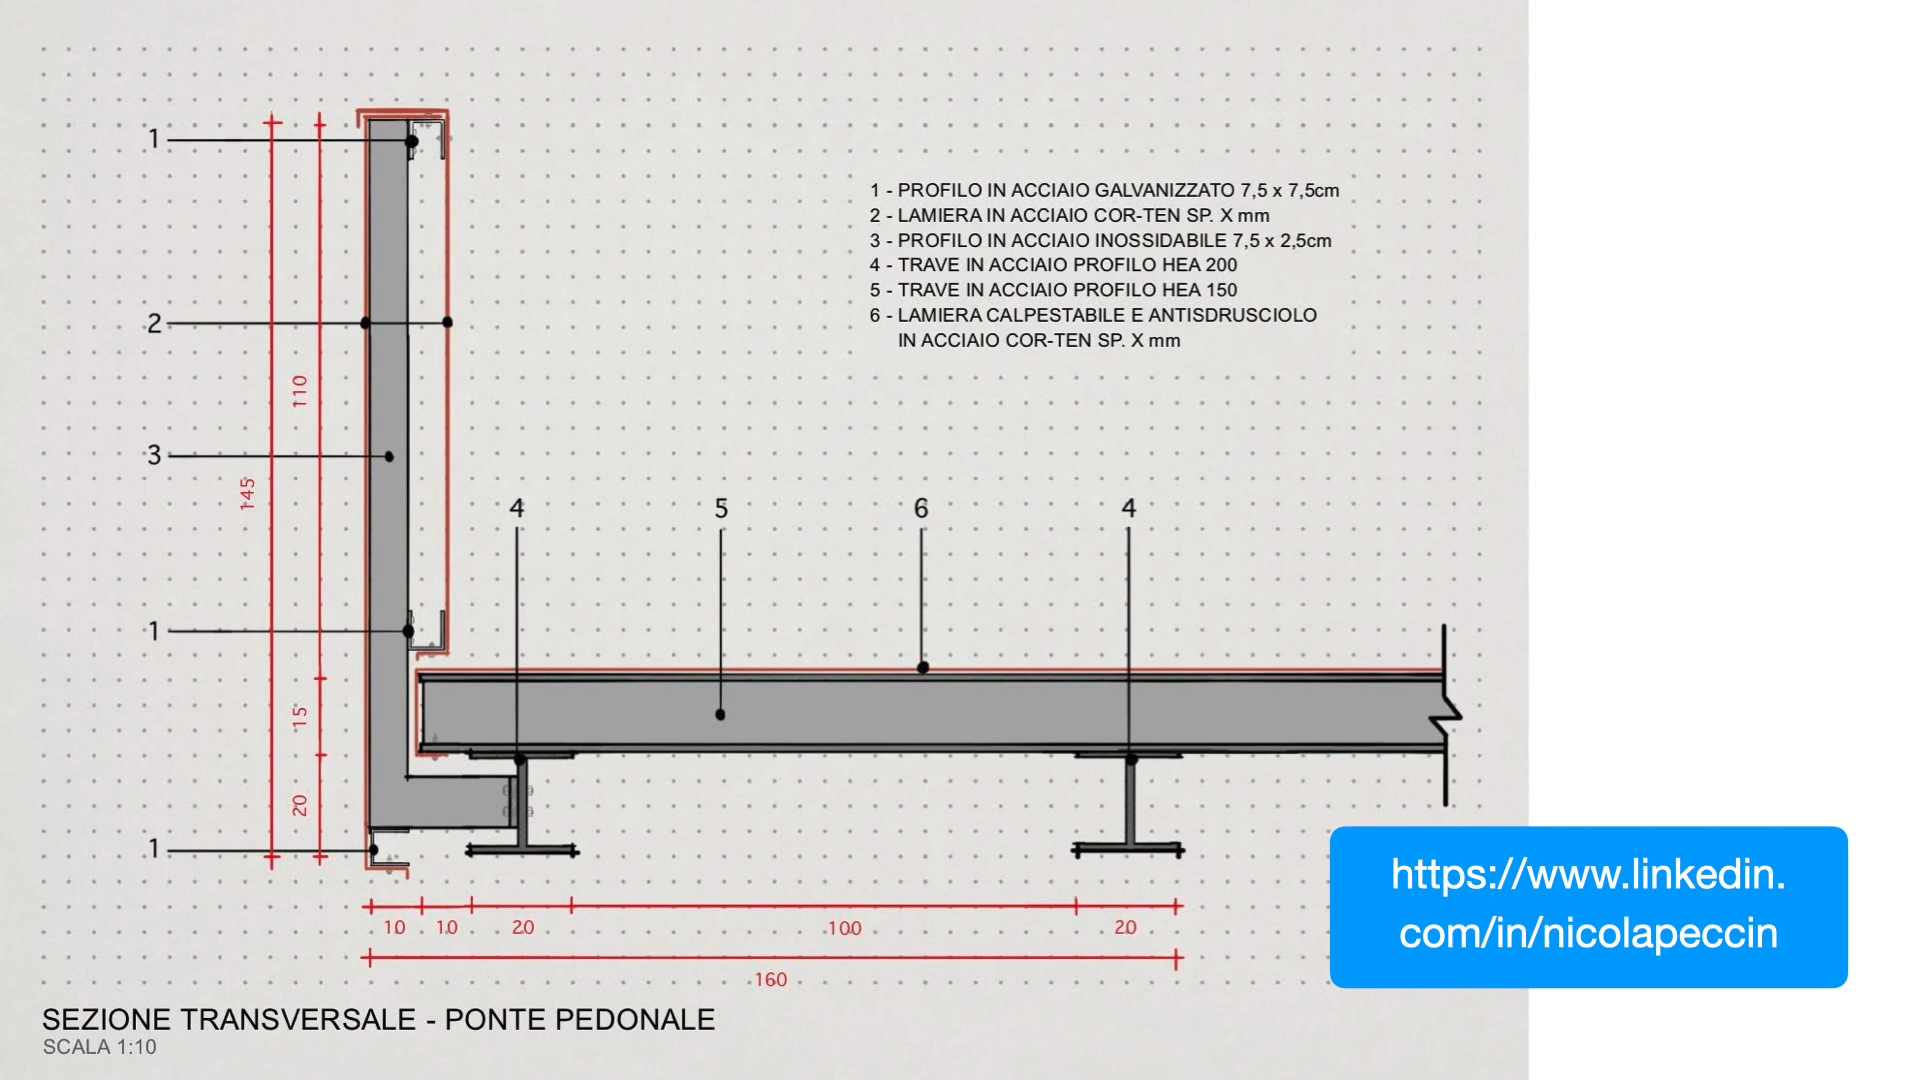 1
1 - PROFILO IN ACCIAIO GALVANIZZATO 7,5 x 7,5cm
2 - LAMIERA IN ACCIAIO COR-TEN SP. X mm
3 - PROFILO IN ACCIAIO INOSSIDABILE 7,5 x 2,5cm
4 - TRAVE IN ACCIAIO PROFILO HEA 200
5 - TRAVE IN ACCIAIO PROFILO HEA 150
6 - LAMIERA CALPESTABILE E ANTISDRUSCIOLO
IN ACCIAIO COR-TEN SP. X mm
2
110
3
145
4 5 6 4
1
15
20
1
10 10 20 100 20
160
https://www.linkedin.
com/in/nicolapeccin
SEZIONE TRANSVERSALE - PONTE PEDONALE
SCALA 1:10